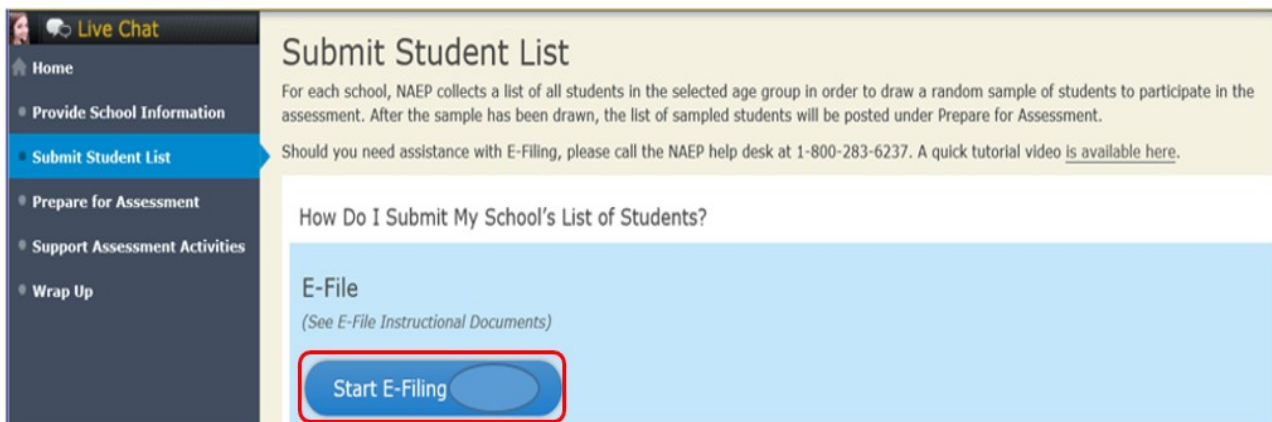 Live Chat
Home
Provide School Information
Submit Student List
Prepare for Assessment
Support Assessment Activities
Wrap Up
Submit Student List
For each school, NAEP collects a list of all students in the selected age group in order to draw a random sample of students to participate in the
assessment. After the sample has been drawn, the list of sampled students will be posted under Prepare for Assessment.
Should you need assistance with E-Filing, please call the NAEP help desk at 1-800-283-6237. A quick tutorial video is available here.
How Do I Submit My School's List of Students?
E-File
(See E-File Instructional Documents)
Start E-Filing